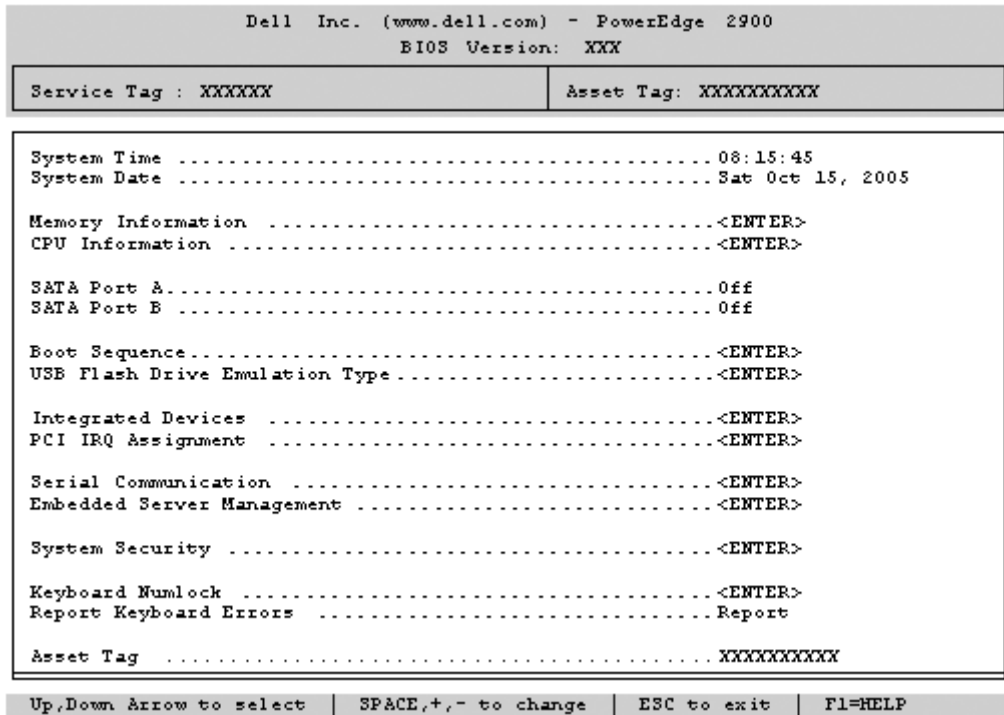 Dell Inc. (www.dell.com) - PowerEdge 2900
BIOS Version: XXX
Service Tag : XXXXXX Asset Tag: XXXXXXXXXX
System Time ............................................ 08:15:45
System Date ............................................ Sat Oct 15, 2005
Memory Information ..................................... <ENTER>
CPU Information ........................................ <ENTER>
SATA Port A............................................. Off
SATA Port B ............................................ Off
Boot Sequence........................................... <ENTER>
USB Flash Drive Emulation Type.......................... <ENTER>
Integrated Devices ..................................... <ENTER>
PCI IRQ Assignment ..................................... <ENTER>
Serial Communication ................................... <ENTER>
Embedded Server Management ............................. <ENTER>
System Security ........................................ <ENTER>
Keyboard Numlock ....................................... <ENTER>
Report Keyboard Errors ................................. Report
Asset Tag .............................................. XXXXXXXXXX
Up,Down Arrow to select SPACE,+,- to change ESC to exit F1=HELP